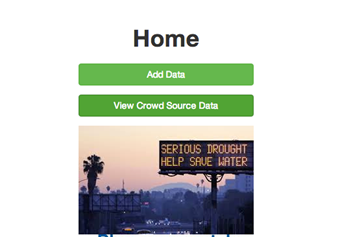 Home
Add Data
View Crowd Source Data
SERIOUS DROUGHT
HELP SAVE WATER